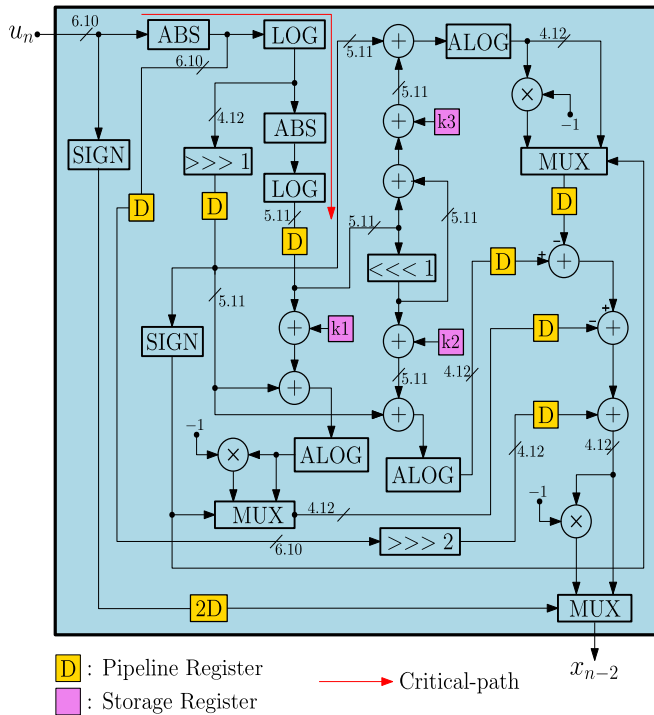 6.10
uₙ
ABS
LOG
5.11
+
ALOG
4.12
6.10
5.11
×
−1
4.12
ABS
+
k3
SIGN
>>> 1
MUX
LOG
+
P
D
D
5.11
5.11
5.11
D
−
<<< 1
D
+
+
5.11
+
SIGN
+
k1
+
k2
D
−
+
5.11
4.12
+
+
D
+
−1
4.12
4.12
×
ALOG
ALOG
MUX
4.12
−1
×
6.10
>>> 2
2D
MUX
xₙ₋₂
D : Pipeline Register
Critical-path
: Storage Register